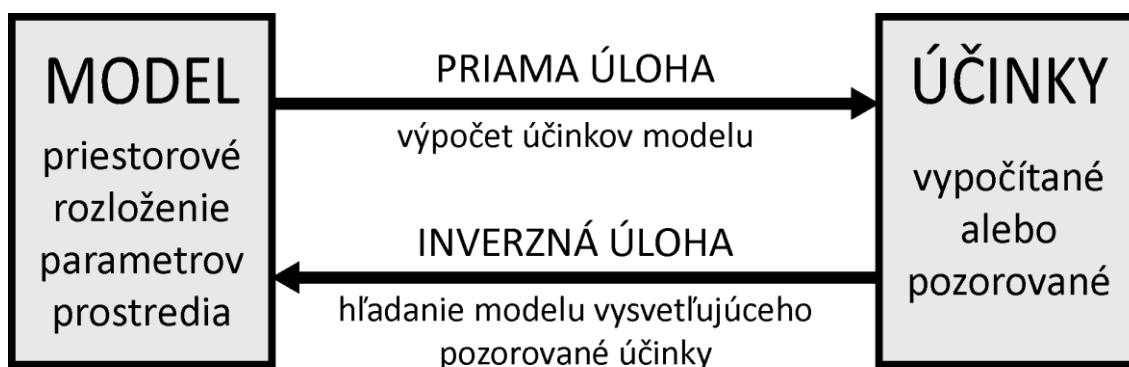 MODEL
priestorové
rozloženie
parametrov
prostredia
PRIAMA ÚLOHA
výpočet účinkov modelu
INVERZNÁ ÚLOHA
hľadanie modelu vysvetľujúceho
pozorované účinky
ÚČINKY
vypočítané
alebo
pozorované